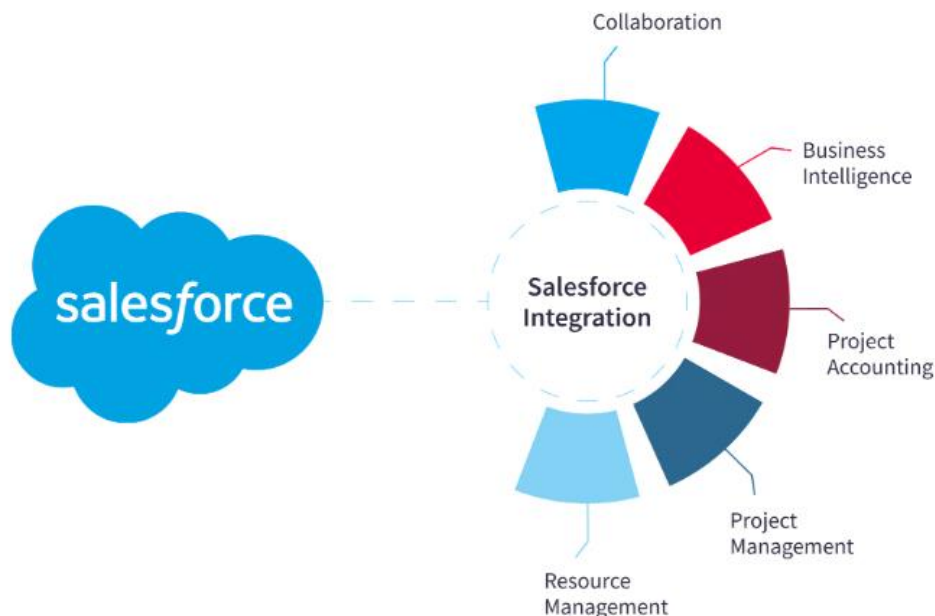 Collaboration
Business
Intelligence
salesforce
Salesforce
Integration
Project
Accounting
Project
Management
Resource
Management